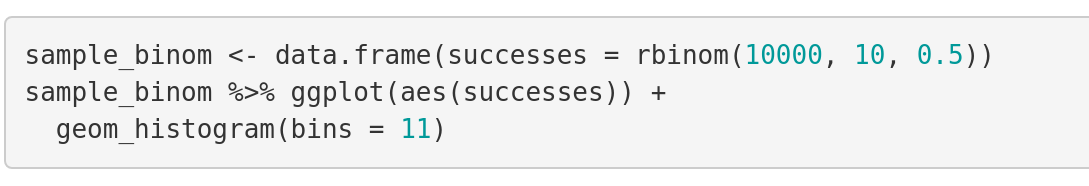 sample_binom <- data.frame(successes = rbinom(10000, 10, 0.5))
sample_binom %>% ggplot(aes(successes)) +
  geom_histogram(bins = 11)